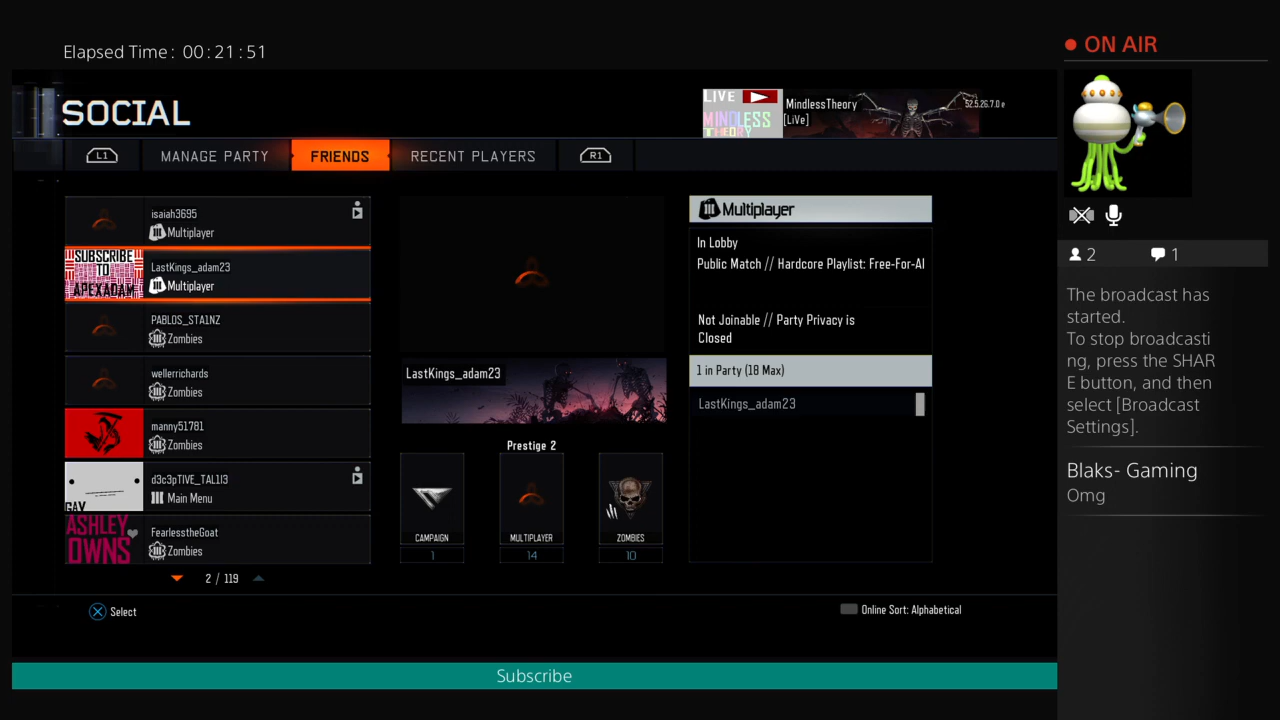 Elapsed Time: 00:21:51
ON AIR
SOCIAL
LIVE
MINDLESS
THEORY
MindlessTheory
[LiVe]
L1
MANAGE PARTY
FRIENDS
RECENT PLAYERS
R1
isaiah3695
Multiplayer
SUBSCRIBE
TO
APEXADAM
LastKings_adam23
Multiplayer
PABLOS_STA1NZ
Zombies
wellerrichards
Zombies
manny51781
Zombies
GAY
d3c3pTIVE_TAL1I3
Main Menu
ASHLEY
OWNS
FearlesstheGoat
Zombies
2 / 119
LastKings_adam23
Prestige 2
CAMPAIGN
1
MULTIPLAYER
14
ZOMBIES
10
Multiplayer
In Lobby
Public Match // Hardcore Playlist: Free-For-Al
Not Joinable // Party Privacy is
Closed
1 in Party (18 Max)
LastKings_adam23
Select
Online Sort: Alphabetical
Subscribe
2
1
The broadcast has
started.
To stop broadcasti
ng, press the SHAR
E button, and then
select [Broadcast
Settings].
Blaks- Gaming
Omg